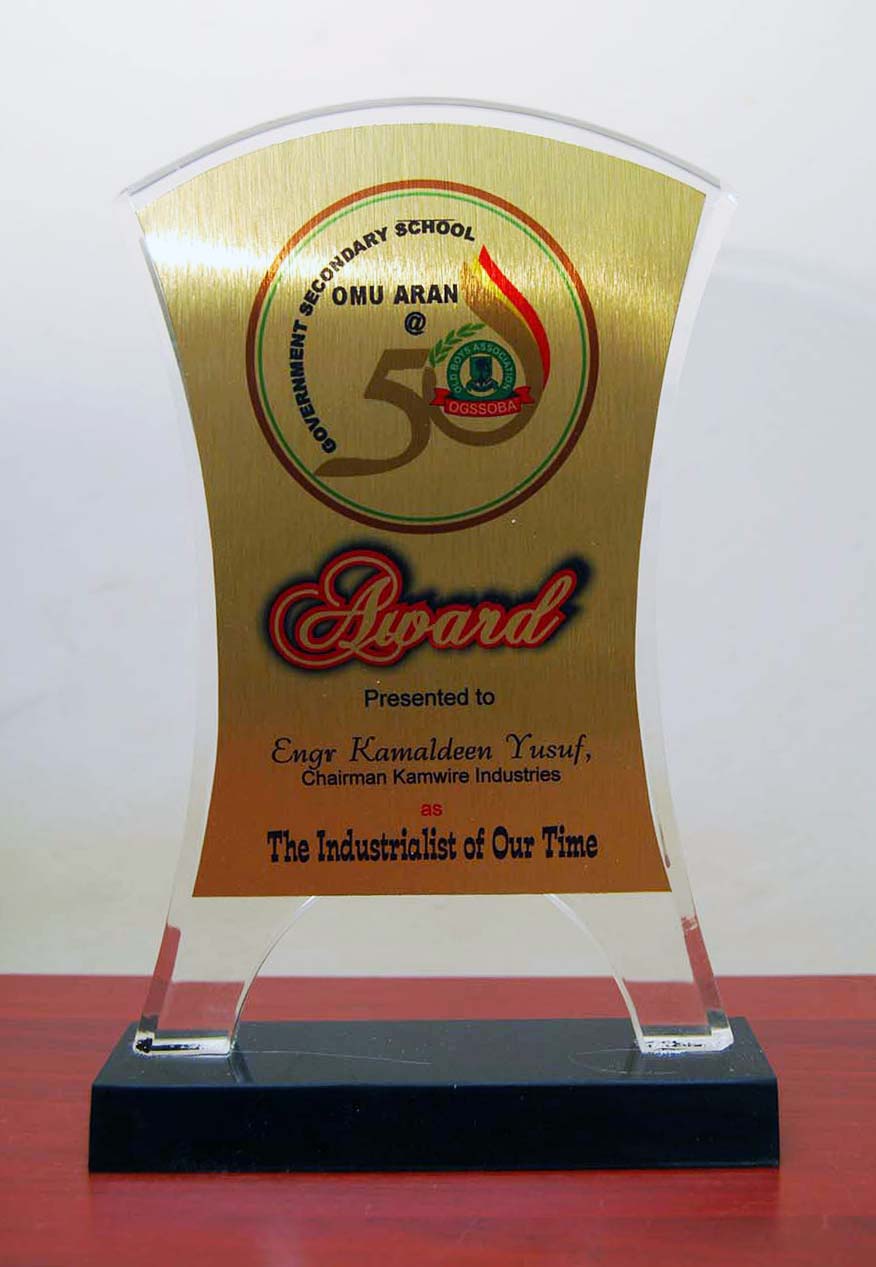 GOVERNMENT SECONDARY SCHOOL
OMU ARAN
@
50
OLD BOYS ASSOCIATION
OGSSOBA
Award
Presented to
Engr Kamaldeen Yusuf,
Chairman Kamwire Industries
as
The Industrialist of Our Time